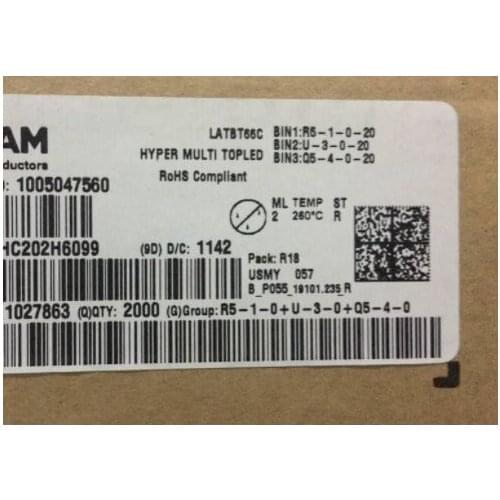 AM LATBT66C BIN1:R5-1-0-20
nductors HYPER MULTI TOPLED BIN2:U-3-0-20
RoHS Compliant BIN3:Q5-4-0-20
D: 1005047560
ML TEMP ST
2 260°C R
HC202H6099 (9D) D/C: 1142
Pack: R18
USMY 057
B_P055_19101.235_R
1027863 (Q)QTY: 2000 (G)Group: R5-1-0+U-3-0+Q5-4-0